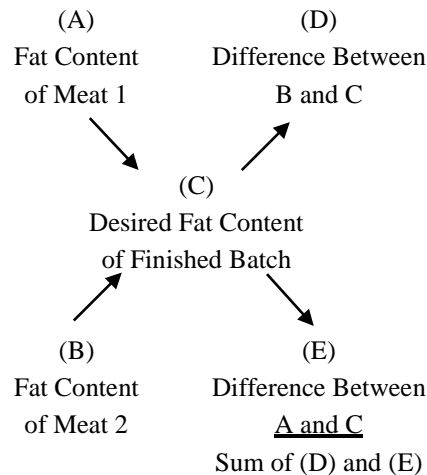 (A)
Fat Content
of Meat 1
(D)
Difference Between
B and C
(C)
Desired Fat Content
of Finished Batch
(B)
Fat Content
of Meat 2
(E)
Difference Between
A and C
Sum of (D) and (E)